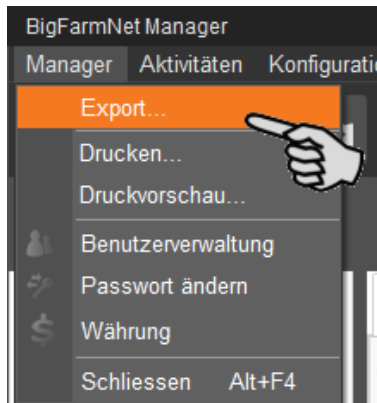 BigFarmNet Manager
Manager Aktivitäten
Export...
Drucken...
Druckvorschau...
Benutzerverwaltung
Passwort ändern
Währung
Schliessen Alt+F4